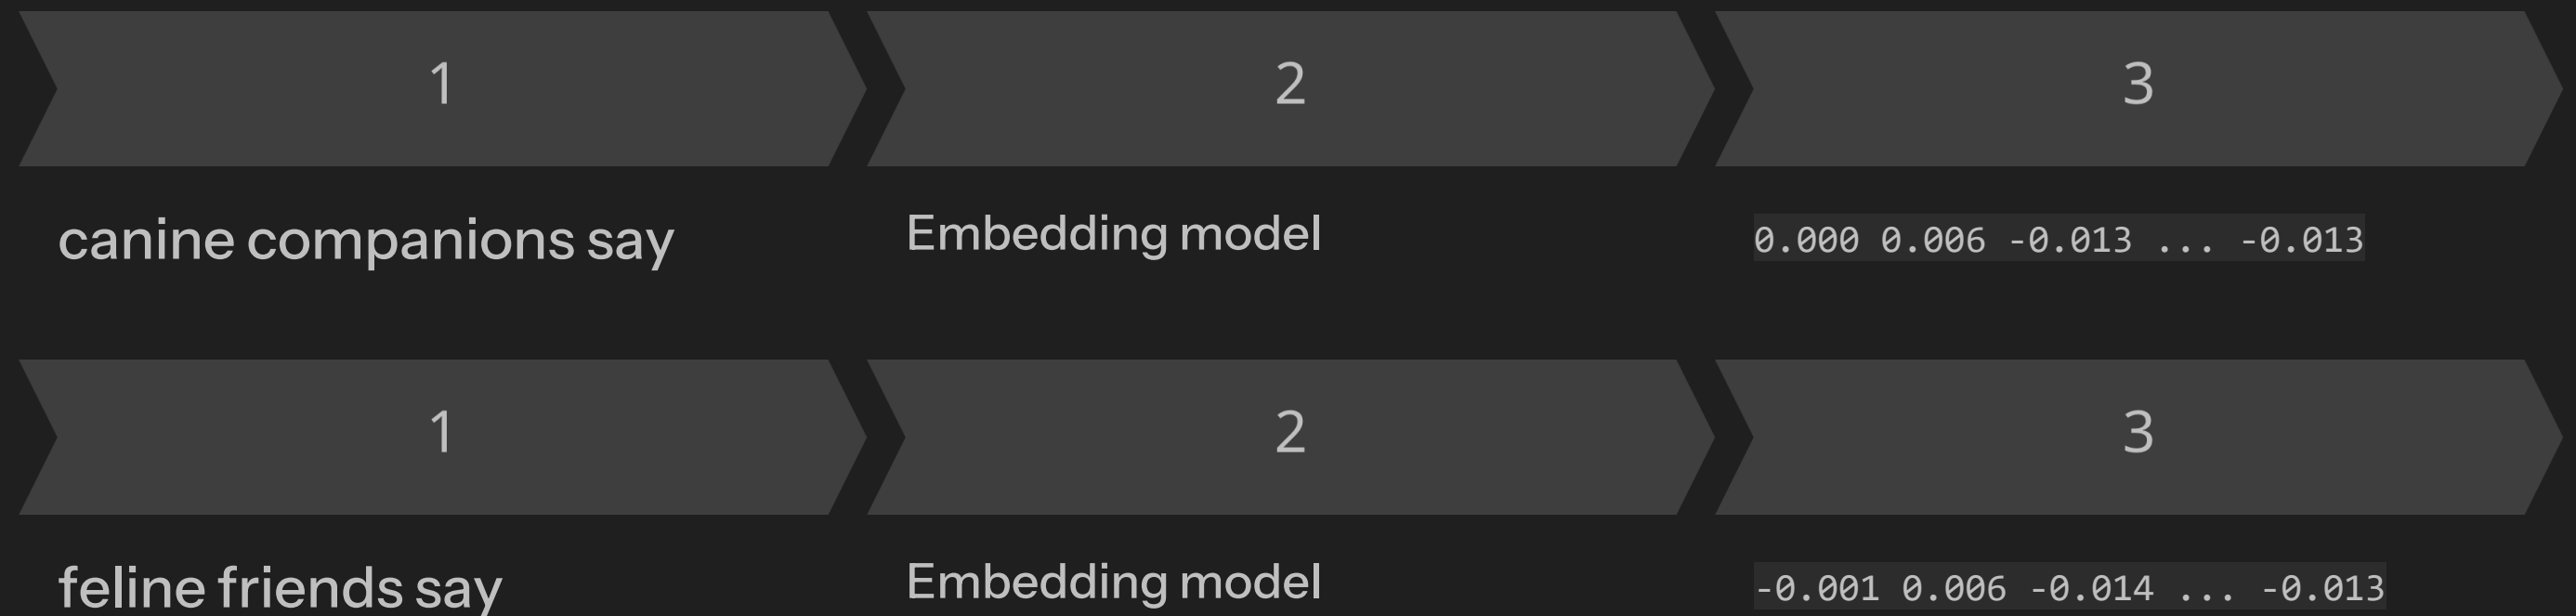 1 2 3
canine companions say Embedding model 0.000 0.006 -0.013 ... -0.013
1 2 3
feline friends say Embedding model -0.001 0.006 -0.014 ... -0.013